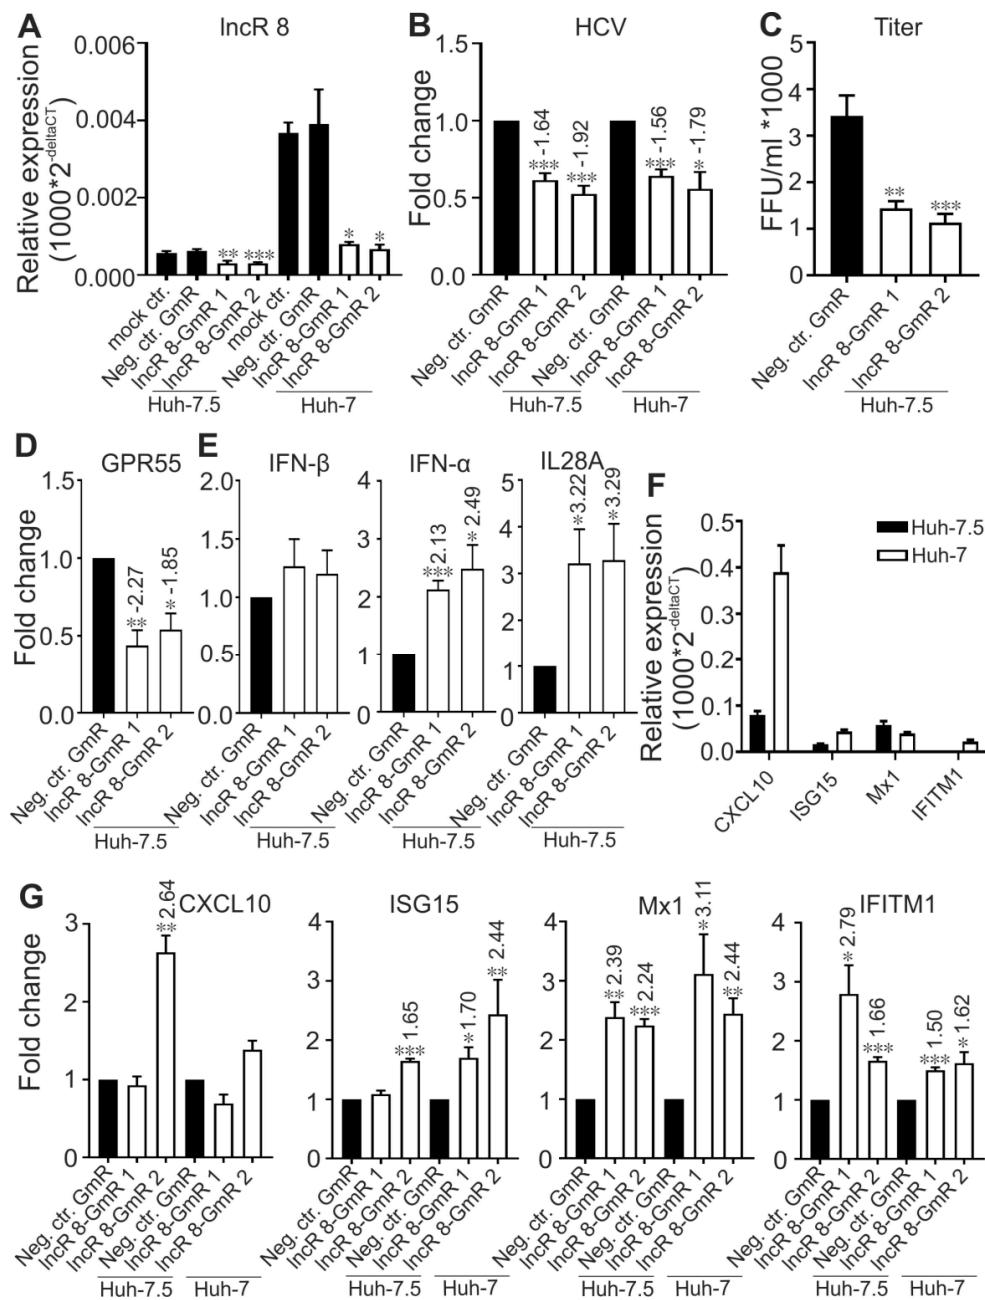 A
lncR 8
Relative expression
(1000*2^-deltaCT)
0.006
0.004
0.002
0.000
** *** * *
mock ctr.
Neg. ctr. GmR
lncR 8-GmR 1
lncR 8-GmR 2
mock ctr.
Neg. ctr. GmR
lncR 8-GmR 1
lncR 8-GmR 2
Huh-7.5 Huh-7
B
HCV
Fold change
1.5
1.0
0.5
0.0
*** -1.64
*** -1.92
*** -1.56
* -1.79
Neg. ctr. GmR
lncR 8-GmR 1
lncR 8-GmR 2
Neg. ctr. GmR
lncR 8-GmR 1
lncR 8-GmR 2
Huh-7.5 Huh-7
C
Titer
FFU/ml *1000
5
4
3
2
1
0
** ***
Neg. ctr. GmR
lncR 8-GmR 1
lncR 8-GmR 2
Huh-7.5
D
GPR55
Fold change
1.5
1.0
0.5
0.0
** -2.27
* -1.85
Neg. ctr. GmR
lncR 8-GmR 1
lncR 8-GmR 2
Huh-7.5
E
IFN-β
2.0
1.5
1.0
0.5
0.0
Neg. ctr. GmR
lncR 8-GmR 1
lncR 8-GmR 2
Huh-7.5
IFN-α
4
3
2
1
0
*** 2.13
* 2.49
Neg. ctr. GmR
lncR 8-GmR 1
lncR 8-GmR 2
Huh-7.5
IL28A
5
4
3
2
1
0
*3.22
*3.29
Neg. ctr. GmR
lncR 8-GmR 1
lncR 8-GmR 2
Huh-7.5
F
Relative expression
(1000*2^-deltaCT)
0.5
0.4
0.3
0.2
0.1
0.0
Huh-7.5
Huh-7
CXCL10
ISG15
Mx1
IFITM1
G
CXCL10
Fold change
3
2
1
0
**2.64
Neg. ctr. GmR
lncR 8-GmR 1
lncR 8-GmR 2
Neg. ctr. GmR
lncR 8-GmR 1
lncR 8-GmR 2
Huh-7.5 Huh-7
ISG15
4
3
2
1
0
*** 1.65
* 1.70
** 2.44
Neg. ctr. GmR
lncR 8-GmR 1
lncR 8-GmR 2
Neg. ctr. GmR
lncR 8-GmR 1
lncR 8-GmR 2
Huh-7.5 Huh-7
Mx1
4
3
2
1
0
** 2.39
*** 2.24
* 3.11
** 2.44
Neg. ctr. GmR
lncR 8-GmR 1
lncR 8-GmR 2
Neg. ctr. GmR
lncR 8-GmR 1
lncR 8-GmR 2
Huh-7.5 Huh-7
IFITM1
4
3
2
1
0
* 2.79
*** 1.66
*** 1.50
* 1.62
Neg. ctr. GmR
lncR 8-GmR 1
lncR 8-GmR 2
Neg. ctr. GmR
lncR 8-GmR 1
lncR 8-GmR 2
Huh-7.5 Huh-7